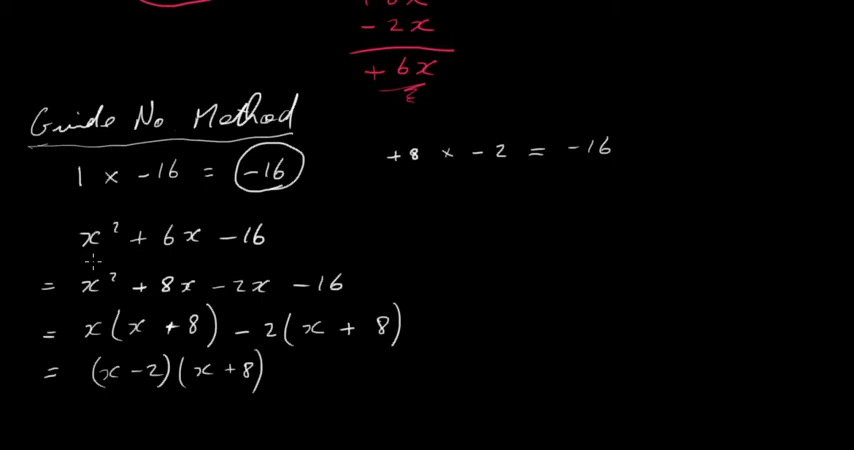 - 2x
+ 6x
Guide No Method
1 x -16 = -16
+8 x -2 = -16
x² + 6x -16
= x² + 8x - 2x - 16
= x(x + 8) - 2(x + 8)
= (x - 2)(x + 8)